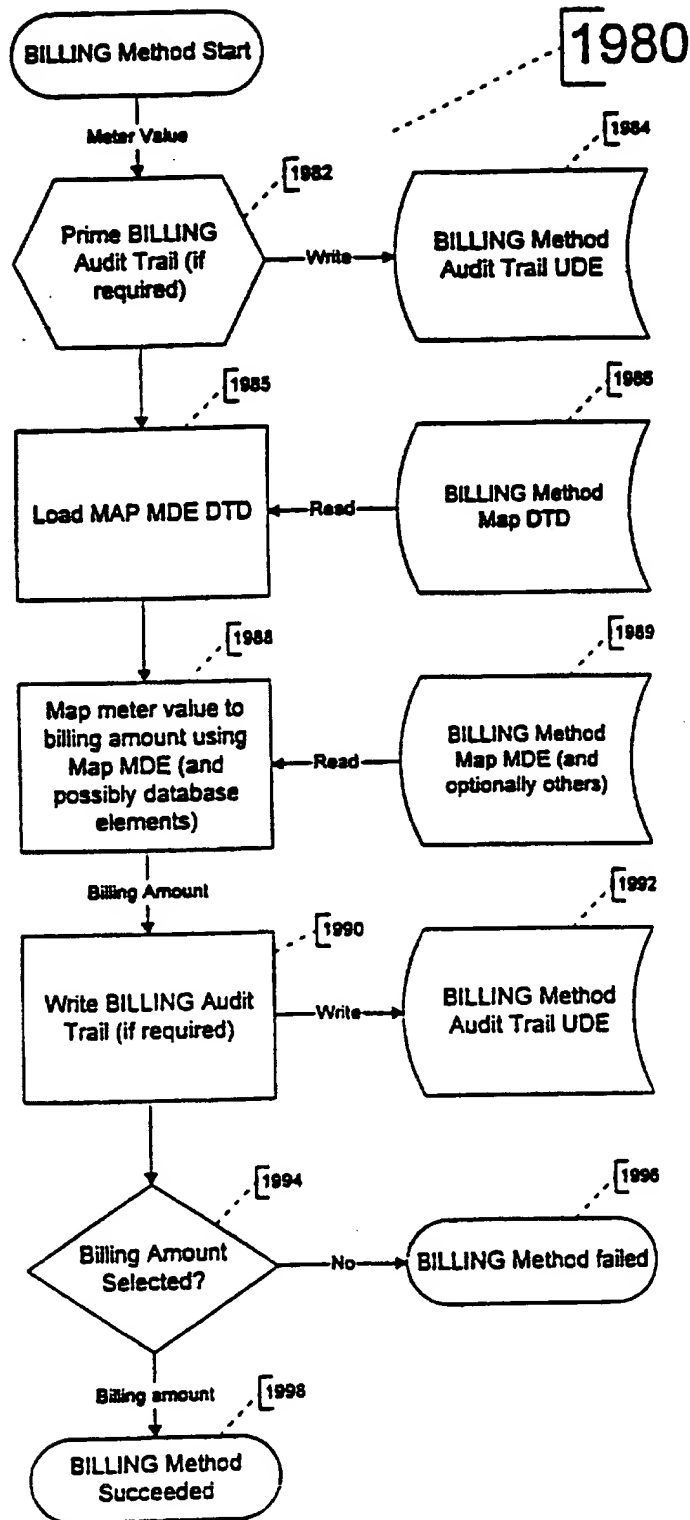 BILLING Method Start
1980
Meter Value
1982
1984
Prime BILLING
Audit Trail (if
required)
Write
BILLING Method
Audit Trail UDE
1985
1986
Load MAP MDE DTD
Read
BILLING Method
Map DTD
1988
1989
Map meter value to
billing amount using
Map MDE (and
possibly database
elements)
Read
BILLING Method
Map MDE (and
optionally others)
Billing Amount
1990
1992
Write BILLING Audit
Trail (if required)
Write
BILLING Method
Audit Trail UDE
1994
1996
Billing Amount
Selected?
No
BILLING Method failed
Billing amount
1998
BILLING Method
Succeeded